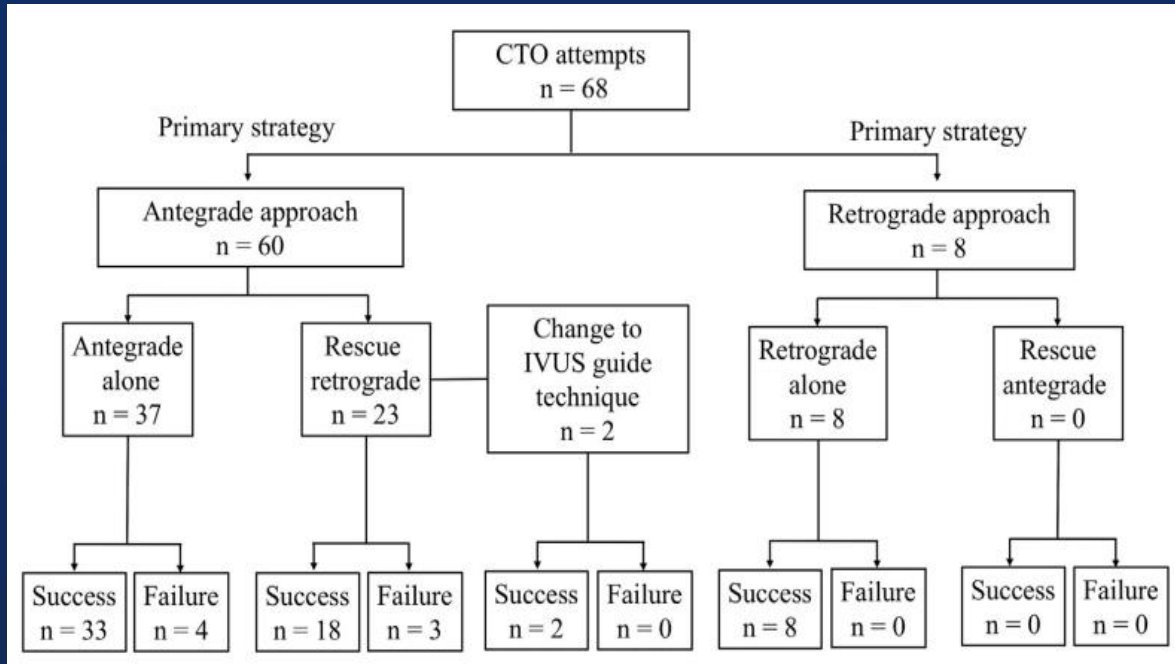 CTO attempts
n = 68
Primary strategy
Primary strategy
Antegrade approach
n = 60
Retrograde approach
n = 8
Antegrade
alone
n = 37
Rescue
retrograde
n = 23
Change to
IVUS guide
technique
n = 2
Retrograde
alone
n = 8
Rescue
antegrade
n = 0
Success
n = 33
Failure
n = 4
Success
n = 18
Failure
n = 3
Success
n = 2
Failure
n = 0
Success
n = 8
Failure
n = 0
Success
n = 0
Failure
n = 0